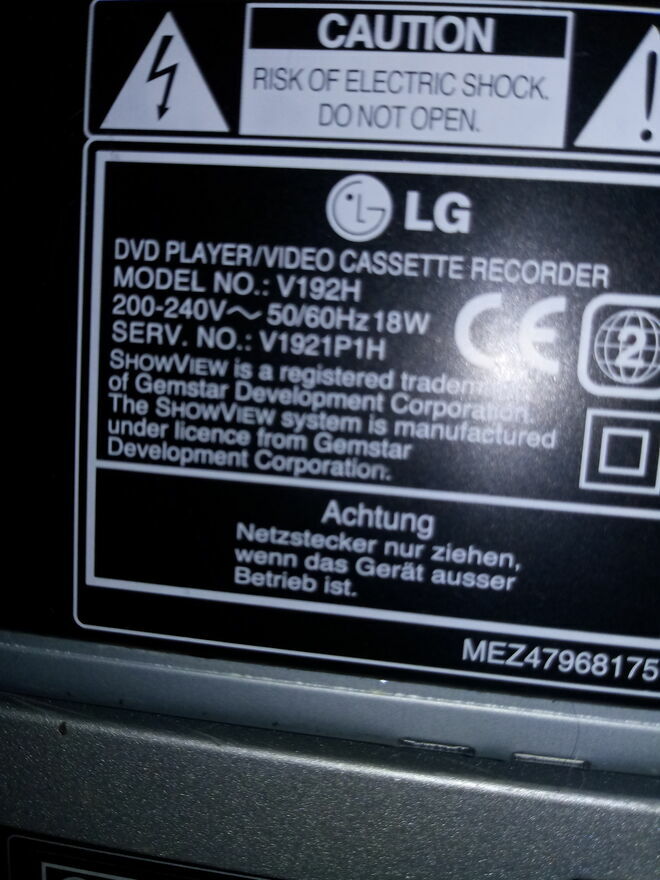 CAUTION
RISK OF ELECTRIC SHOCK.
DO NOT OPEN.
LG
DVD PLAYER/VIDEO CASSETTE RECORDER
MODEL NO.: V192H
200-240V～ 50/60Hz 18W
SERV. NO.: V1921P1H
CE
2
SHOWVIEW is a registered
of Gemstar Development Corporation.
The SHOWVIEW system is manufactured
under licence from Gemstar
Development Corporation.
Achtung
Netzstecker nur ziehen,
wenn das Gerät ausser
Betrieb ist.
MEZ47968175